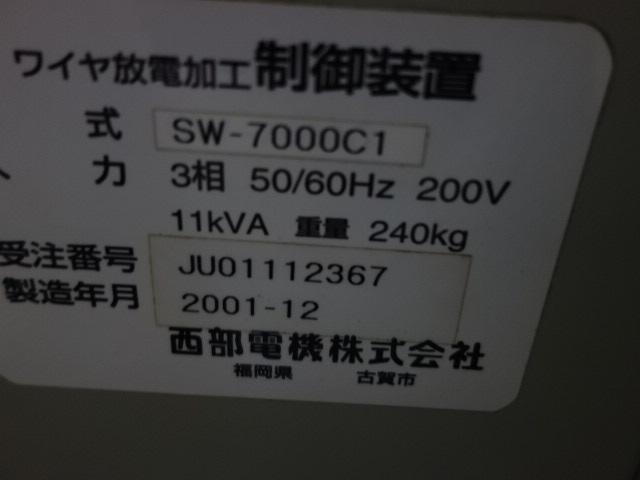 ワイヤ放電加工制御装置
式 SW-7000C1
力 3相 50/60Hz 200V
11kVA 重量 240kg
受注番号 JU01112367
製造年月 2001-12
西部電機株式会社
福岡県 古賀市